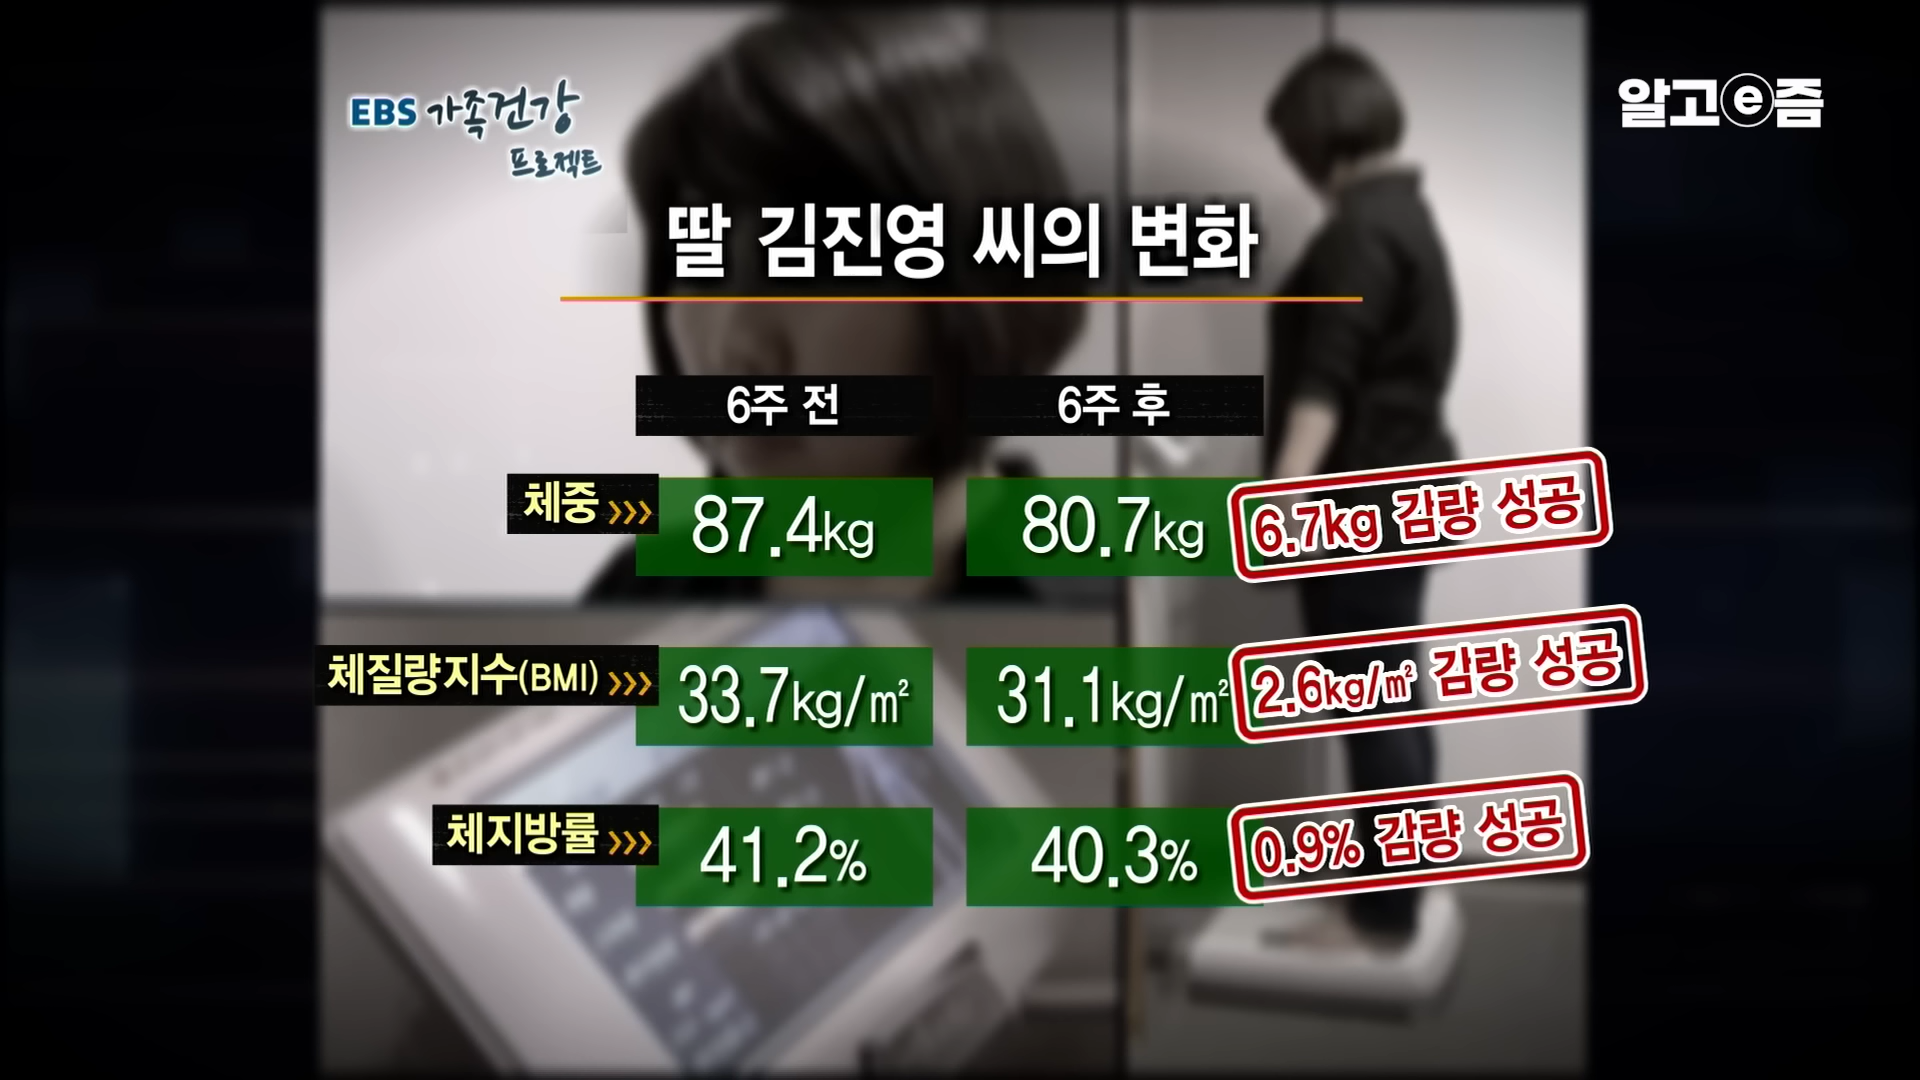 EBS 가족건강
프로젝트
알고e즘
딸 김진영 씨의 변화
6주 전
6주 후
체중 >>> 87.4kg 80.7kg 6.7kg 감량 성공
체질량지수(BMI) >>> 33.7kg/㎡ 31.1kg/㎡ 2.6kg/㎡ 감량 성공
체지방률 >>> 41.2% 40.3% 0.9% 감량 성공